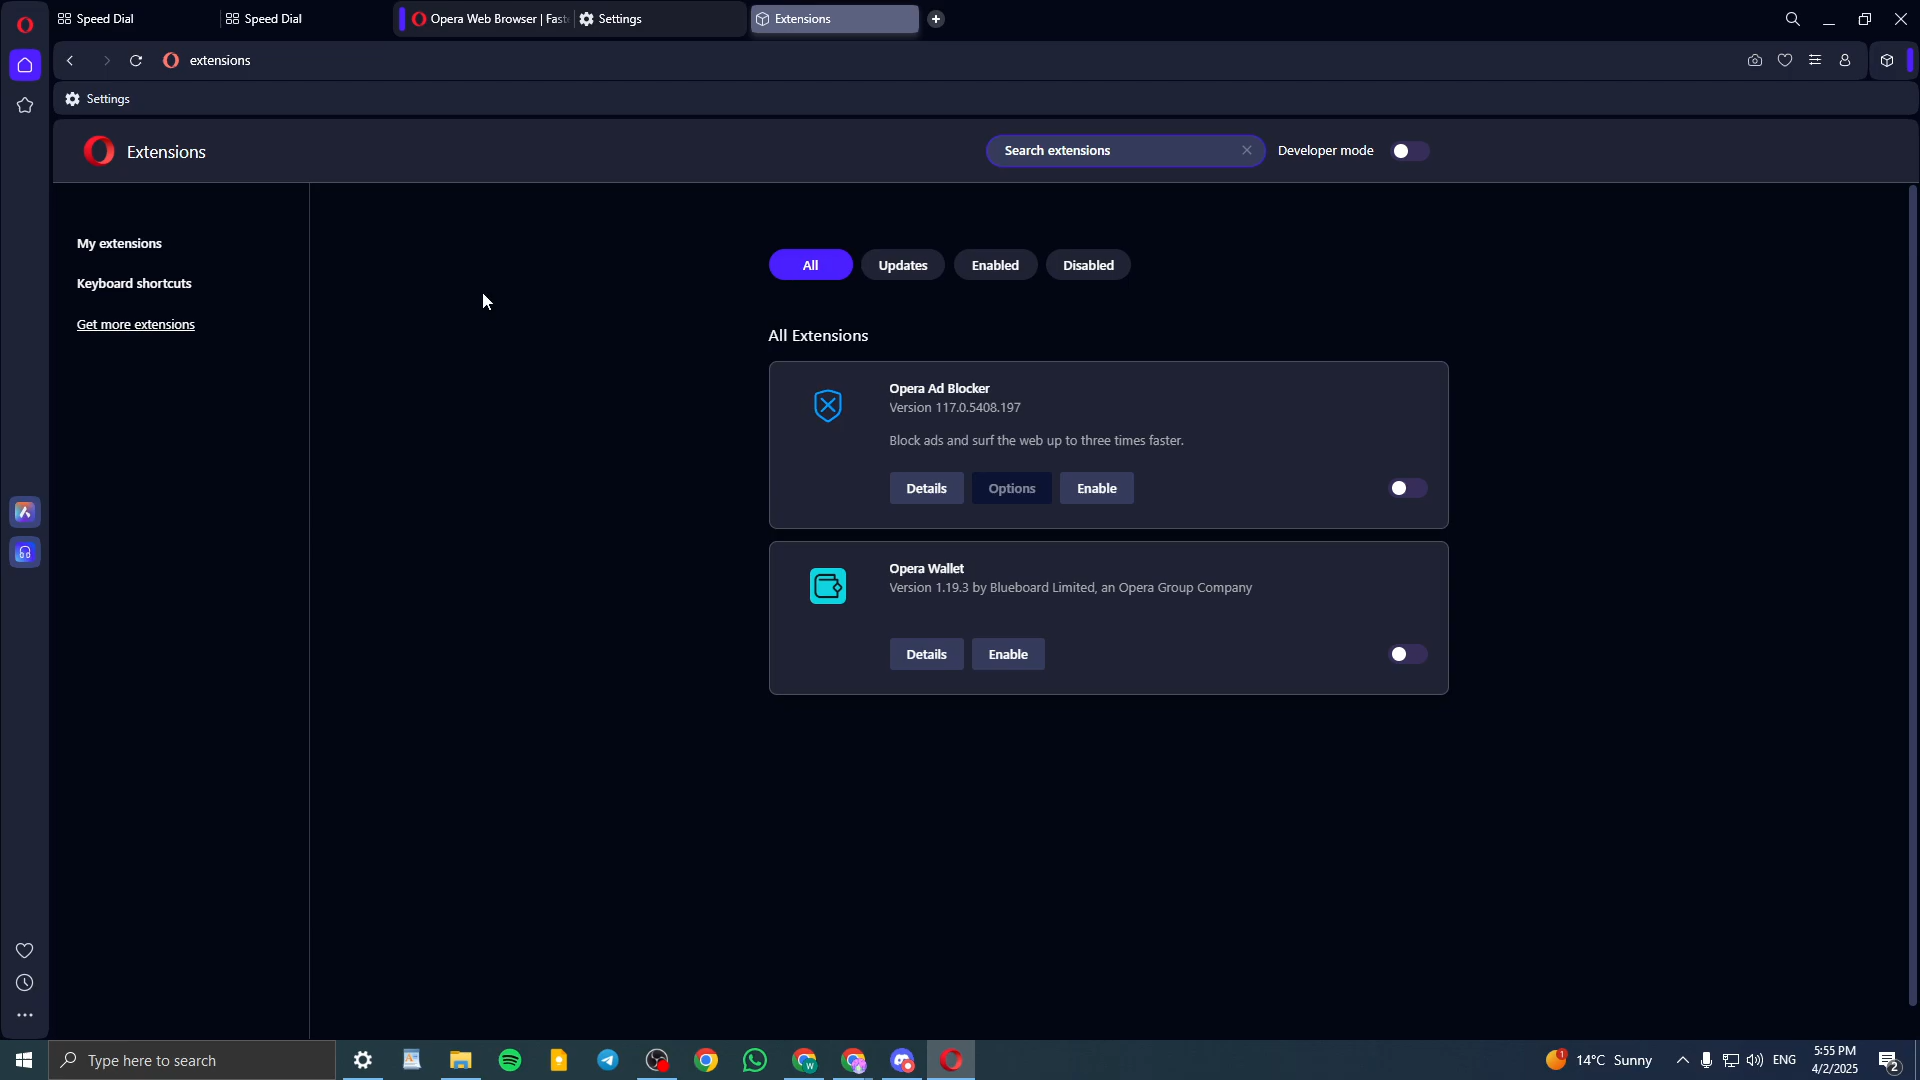 Speed Dial
Speed Dial
Opera Web Browser | Fast
Settings
Extensions
extensions
Settings
Extensions
Search extensions
Developer mode
My extensions
Keyboard shortcuts
Get more extensions
All
Updates
Enabled
Disabled
All Extensions
Opera Ad Blocker
Version 117.0.5408.197
Block ads and surf the web up to three times faster.
Details
Options
Enable
Opera Wallet
Version 1.19.3 by Blueboard Limited, an Opera Group Company
Details
Enable
Type here to search
1
14°C Sunny
ENG
5:55 PM
4/2/2025
2